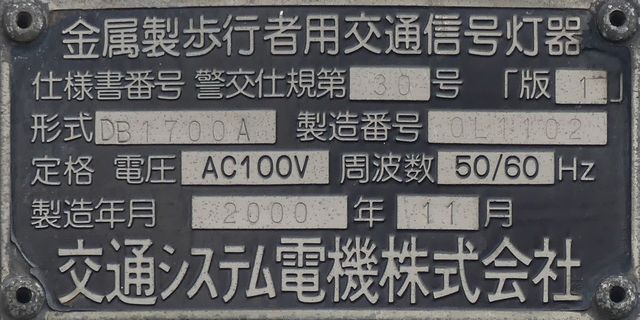 金属製歩行者用交通信号灯器
仕様書番号 警交仕規第 30 号 「版 1」
形式 DB1700A 製造番号 0L1102
定格 電圧 AC100V 周波数 50/60 Hz
製造年月 2000 年 11 月
交通システム電機株式会社